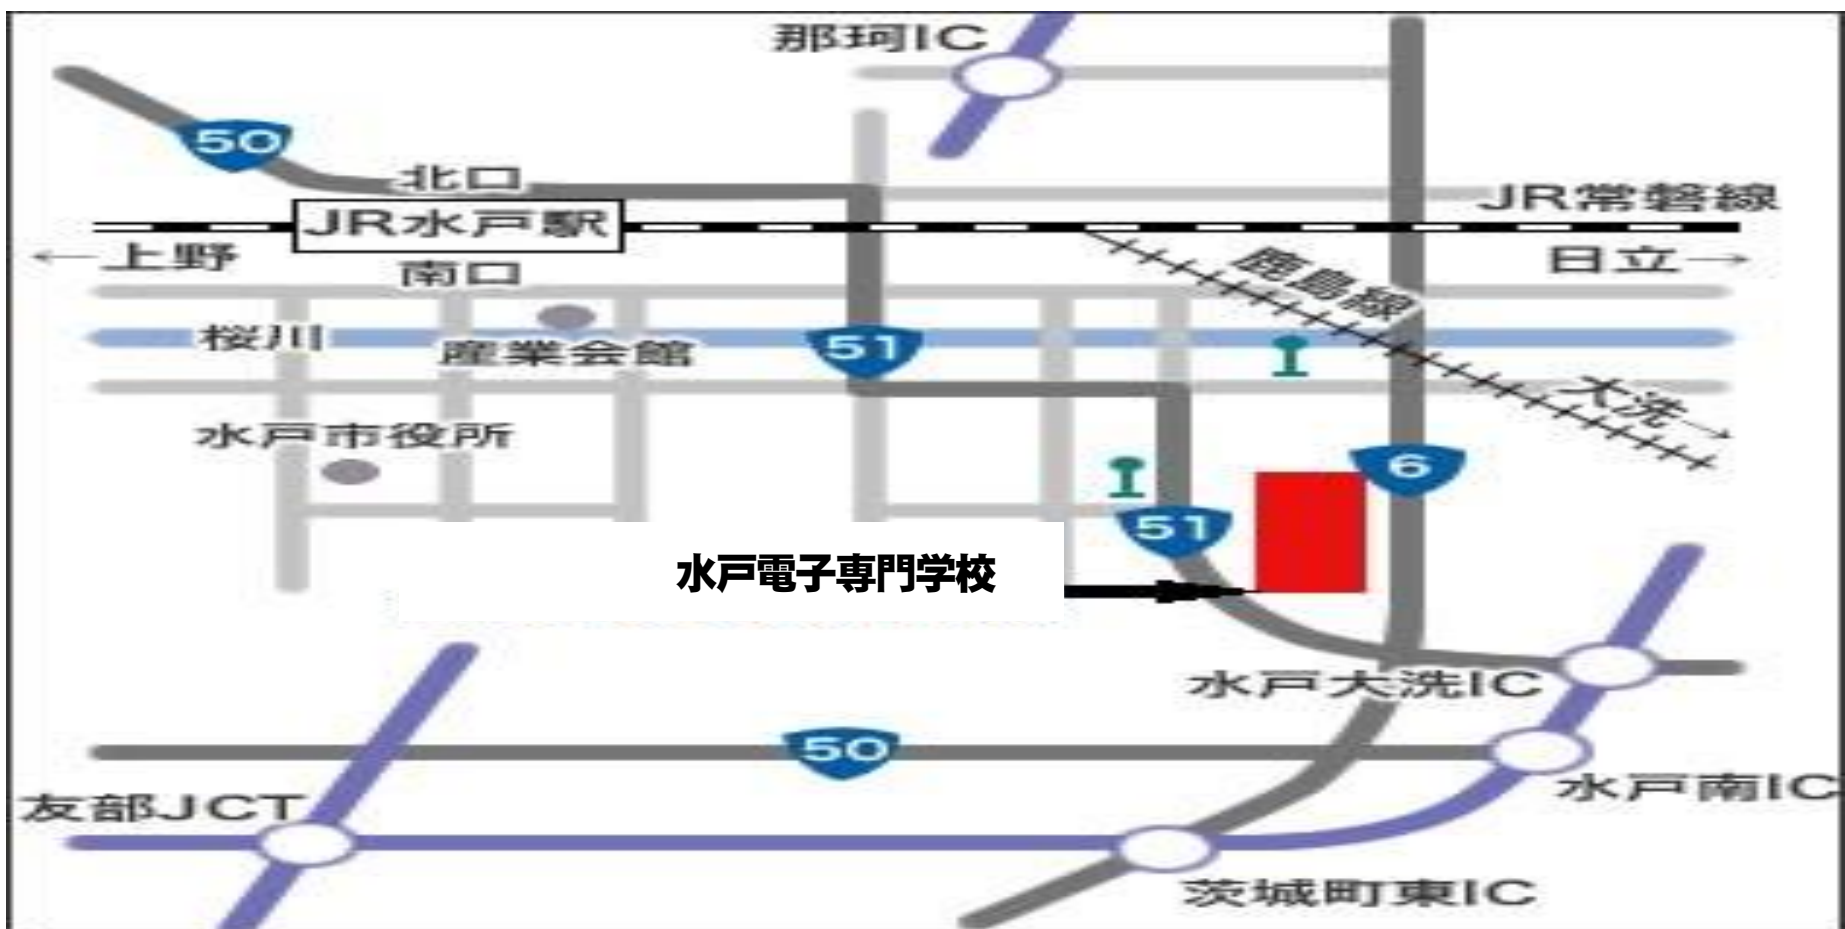 那珂IC
50
北口
JR常磐線
JR水戸駅
←上野
日立→
南口
鹿島線
桜川
産業会館
51
大洗→
水戸市役所
6
51
水戸電子専門学校
水戸大洗IC
50
水戸南IC
友部JCT
茨城町東IC